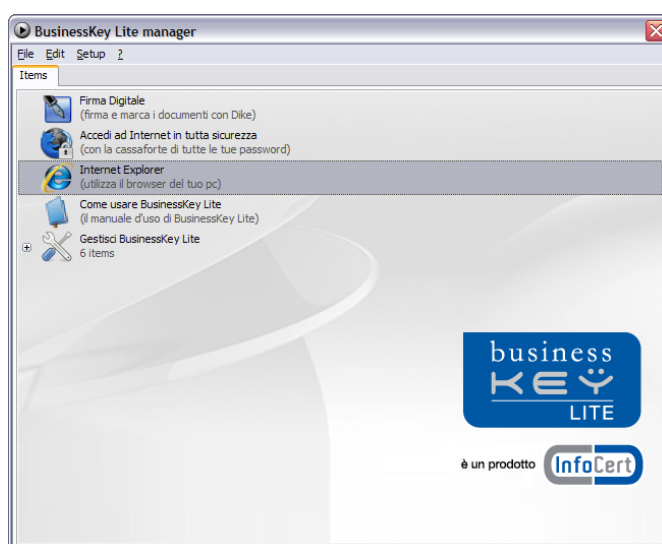 BusinessKey Lite manager
File Edit Setup ?
Items
Firma Digitale
(firma e marca i documenti con Dike)
Accedi ad Internet in tutta sicurezza
(con la cassaforte di tutte le tue password)
Internet Explorer
(utilizza il browser del tuo pc)
Come usare BusinessKey Lite
(il manuale d'uso di BusinessKey Lite)
Gestisci BusinessKey Lite
6 items
business
KEY
LITE
è un prodotto InfoCert